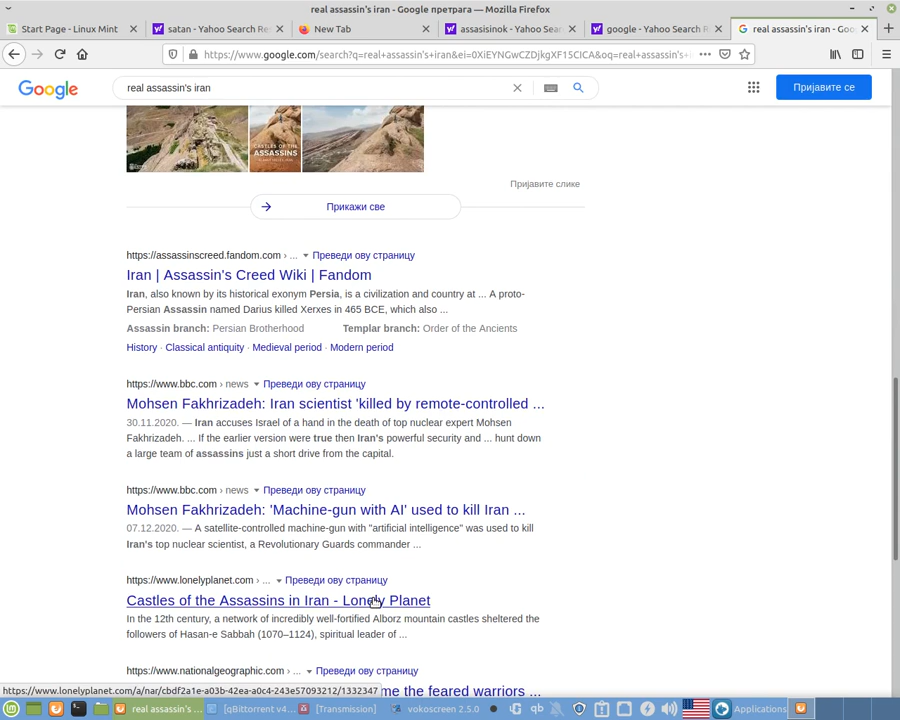 real assassin's iran - Google претрага — Mozilla Firefox
Start Page - Linux Mint
satan - Yahoo Search Re
New Tab
assasisinok - Yahoo Sear
google - Yahoo Search R
real assassin's iran - Goo
https://www.google.com/search?q=real+assassin's+iran&ei=0XiEYNGwCZDjkgXF15CICA&oq=real+assassin's+i
Google
real assassin's iran
Пријавите се
CASTLES OF THE
ASSASSINS
Пријавите слике
Прикажи све
https://assassinscreed.fandom.com › ... Преведи ову страницу
Iran | Assassin's Creed Wiki | Fandom
Iran, also known by its historical exonym Persia, is a civilization and country at ... A proto-
Persian Assassin named Darius killed Xerxes in 465 BCE, which also ...
Assassin branch: Persian Brotherhood Templar branch: Order of the Ancients
History · Classical antiquity · Medieval period · Modern period
https://www.bbc.com › news Преведи ову страницу
Mohsen Fakhrizadeh: Iran scientist 'killed by remote-controlled ...
30.11.2020. — Iran accuses Israel of a hand in the death of top nuclear expert Mohsen
Fakhrizadeh. ... If the earlier version were true then Iran's powerful security and ... hunt down
a large team of assassins just a short drive from the capital.
https://www.bbc.com › news Преведи ову страницу
Mohsen Fakhrizadeh: 'Machine-gun with AI' used to kill Iran ...
07.12.2020. — A satellite-controlled machine-gun with "artificial intelligence" was used to kill
Iran's top nuclear scientist, a Revolutionary Guards commander ...
https://www.lonelyplanet.com › ... Преведи ову страницу
Castles of the Assassins in Iran - Lonely Planet
In the 12th century, a network of incredibly well-fortified Alborz mountain castles sheltered the
followers of Hasan-e Sabbah (1070–1124), spiritual leader of ...
https://www.nationalgeographic.com › ... Преведи ову страницу
me the feared warriors ...
https://www.lonelyplanet.com/a/nar/cbdf2a1e-a03b-42ea-a0c4-243e57093212/1332347
real assassin's ...
[qBittorrent v4...
[Transmission]
vokoscreen 2.5.0
Applications